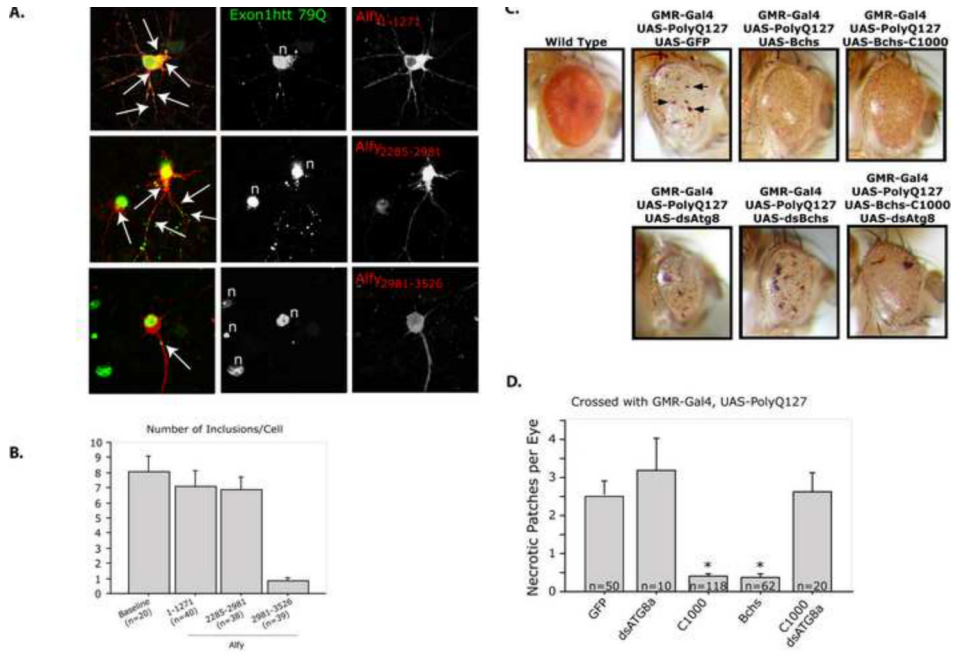 A.
Exon1htt 79Q
Alfy1-1271
n
Alfy2285-2981
n
n
Alfy2981-3526
n
n
n
n
B.
Number of Inclusions/Cell
10
9
8
7
6
5
4
3
2
1
0
Baseline
(n=20)
1-1271
(n=40)
2285-2981
(n=38)
2981-3526
(n=39)
Alfy
C.
Wild Type
GMR-Gal4
UAS-PolyQ127
UAS-GFP
GMR-Gal4
UAS-PolyQ127
UAS-Bchs
GMR-Gal4
UAS-PolyQ127
UAS-Bchs-C1000
GMR-Gal4
UAS-PolyQ127
UAS-dsAtg8
GMR-Gal4
UAS-PolyQ127
UAS-dsBchs
GMR-Gal4
UAS-PolyQ127
UAS-Bchs-C1000
UAS-dsAtg8
D.
Crossed with GMR-Gal4, UAS-PolyQ127
Necrotic Patches per Eye
4
3
2
1
0
* *
n=50 n=10 n=118 n=62 n=20
GFP
dsATG8a
C1000
Bchs
C1000
dsATG8a